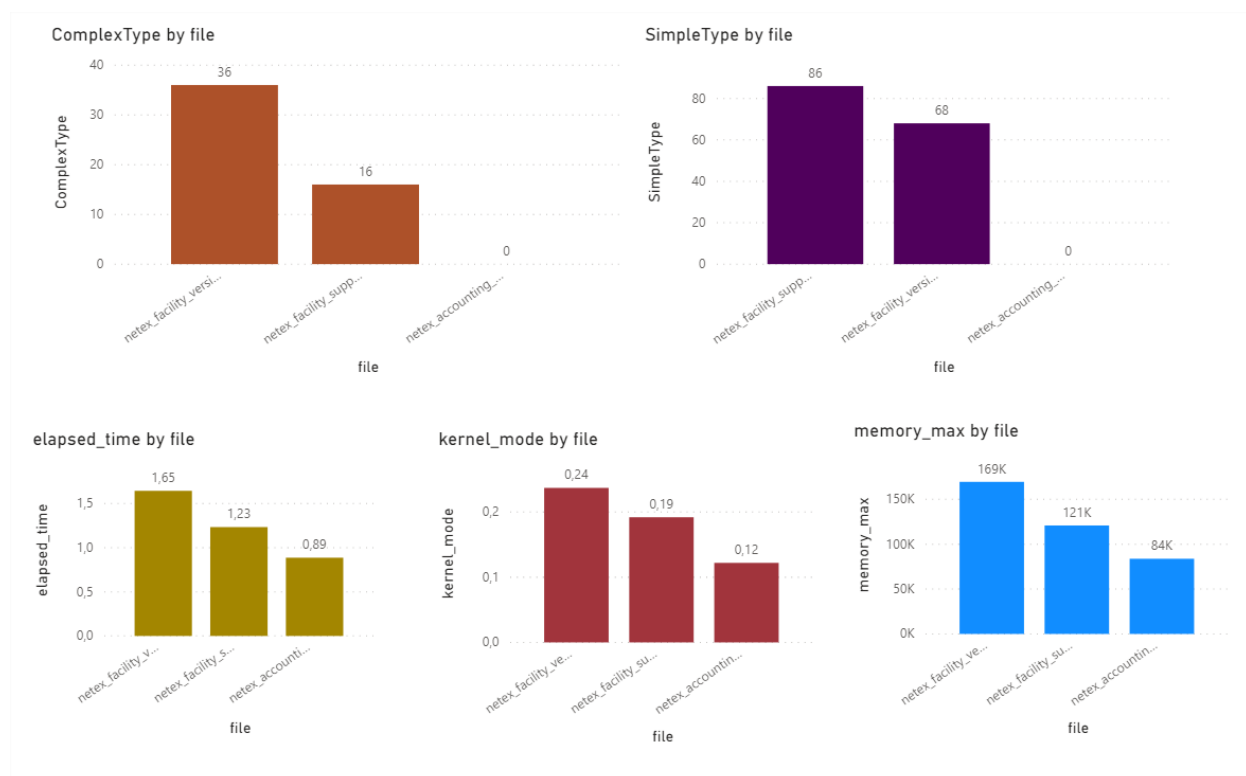 ComplexType by file
40
36
30
20
16
10
0
0
ComplexType
netex_facility_versi...
netex_facility_supp...
netex_accounting_...
file
SimpleType by file
86
80
68
60
40
20
0
0
SimpleType
netex_facility_supp...
netex_facility_versi...
netex_accounting_...
file
elapsed_time by file
1,65
1,5
1,23
1,0
0,89
0,5
0,0
elapsed_time
netex_facility_v...
netex_facility_s...
netex_accounti...
file
kernel_mode by file
0,24
0,2
0,19
0,12
0,1
0,0
kernel_mode
netex_facility_ve...
netex_facility_su...
netex_accountin...
file
memory_max by file
169K
150K
121K
100K
84K
50K
0K
memory_max
netex_facility_ve...
netex_facility_su...
netex_accountin...
file